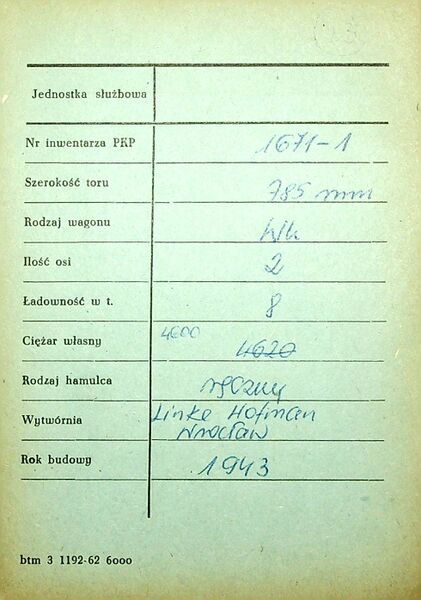 Jednostka służbowa
Nr inwentarza PKP 1671-1
Szerokość toru 785 mm
Rodzaj wagonu Wk
Ilość osi 2
Ładowność w t. 8
Ciężar własny 4600 4620
Rodzaj hamulca ręczny
Wytwórnia Linke Hofman
Wrocław
Rok budowy 1943
btm 3 1192-62 6000